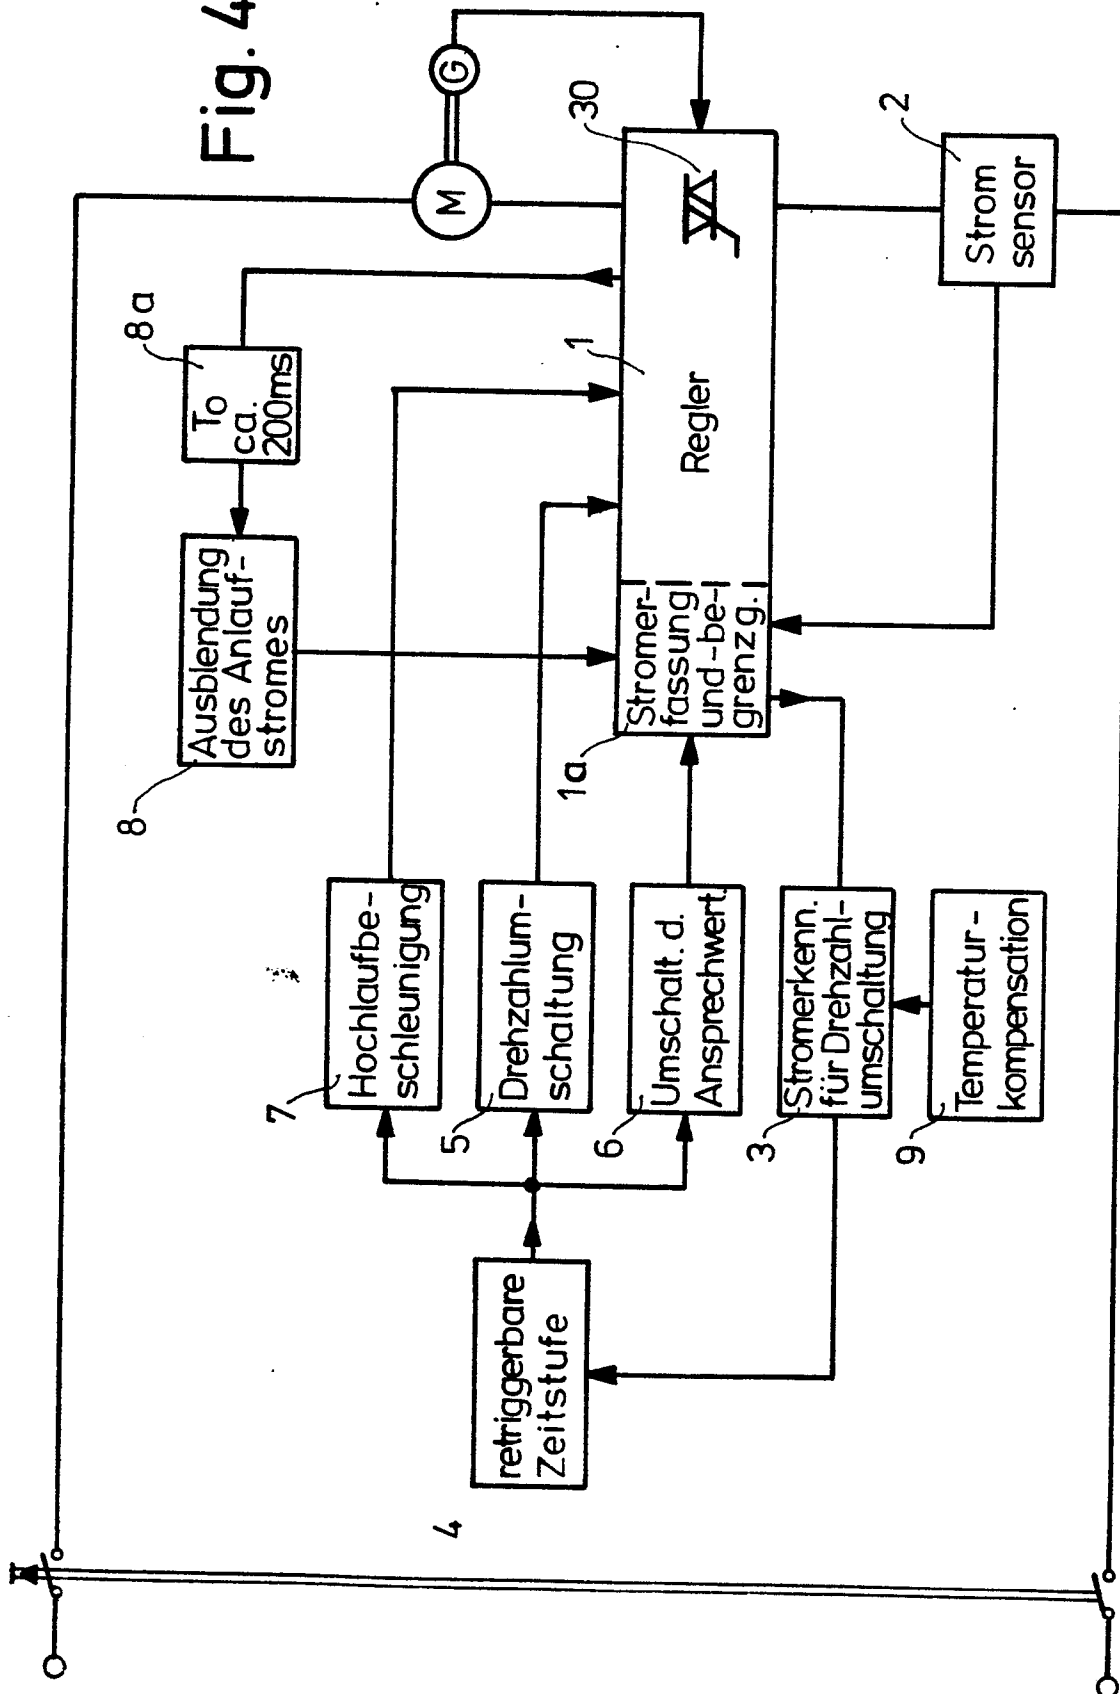 Fig. 4
M
G
8a
To
ca.
200ms
8
Ausblendung
des Anlauf-
stromes
7
Hochlaufbe-
schleunigung
5
Drehzahlum-
schaltung
6
Umschalt. d.
Ansprechwert.
3
Stromerkenn.
für Drehzahl-
umschaltung
9
Temperatur-
kompensation
4
retriggerbare
Zeitstufe
1a
Stromer-
fassung
und-be-
grenzg.
1
Regler
30
2
Strom
sensor